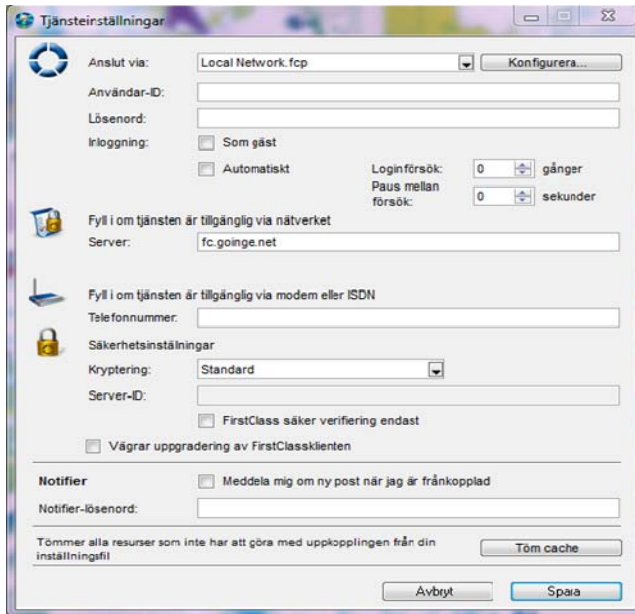 Tjänsteinställningar
Anslut via: Local Network.fcp Konfigurera...
Användar-ID:
Lösenord:
Inloggning: Som gäst
Automatiskt Loginförsök: 0 gånger
Paus mellan försök: 0 sekunder
Fyll i om tjänsten är tillgänglig via nätverket
Server: fc.goinge.net
Fyll i om tjänsten är tillgänglig via modem eller ISDN
Telefonnummer:
Säkerhetsinställningar
Kryptering: Standard
Server-ID:
FirstClass säker verifiering endast
Vägrar uppgradering av FirstClassklienten
Notifier Meddela mig om ny post när jag är frånkopplad
Notifier-lösenord:
Tömmer alla resurser som inte har att göra med uppkopplingen från din
inställningsfil Töm cache
Avbryt Spara